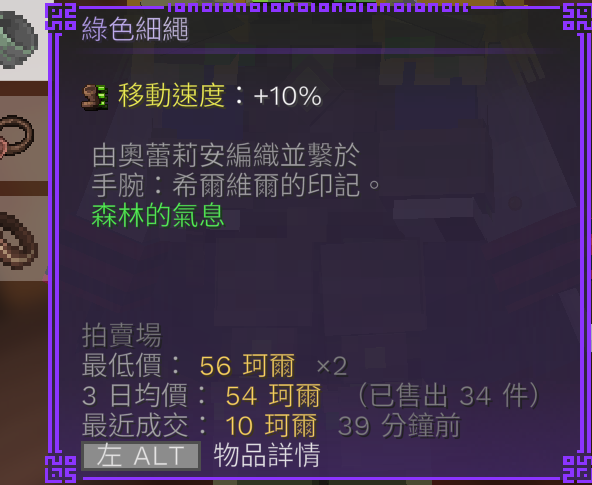 綠色細繩
移動速度：+10%
由奧蕾莉安編織並繫於
手腕：希爾維爾的印記。
森林的氣息
拍賣場
最低價： 56 珂爾 ×2
3 日均價： 54 珂爾 （已售出 34 件）
最近成交： 10 珂爾 39 分鐘前
左 ALT 物品詳情